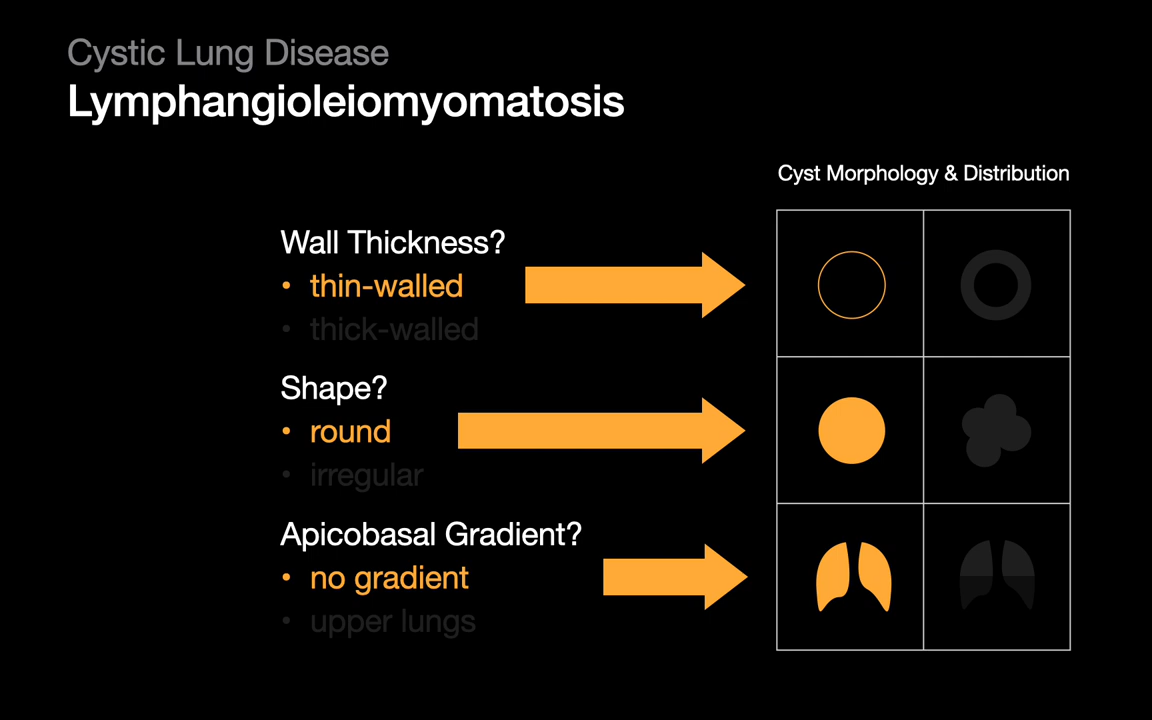 Cystic Lung Disease
Lymphangioleiomyomatosis
Cyst Morphology & Distribution
Wall Thickness?
• thin-walled
• thick-walled
Shape?
• round
• irregular
Apicobasal Gradient?
• no gradient
• upper lungs